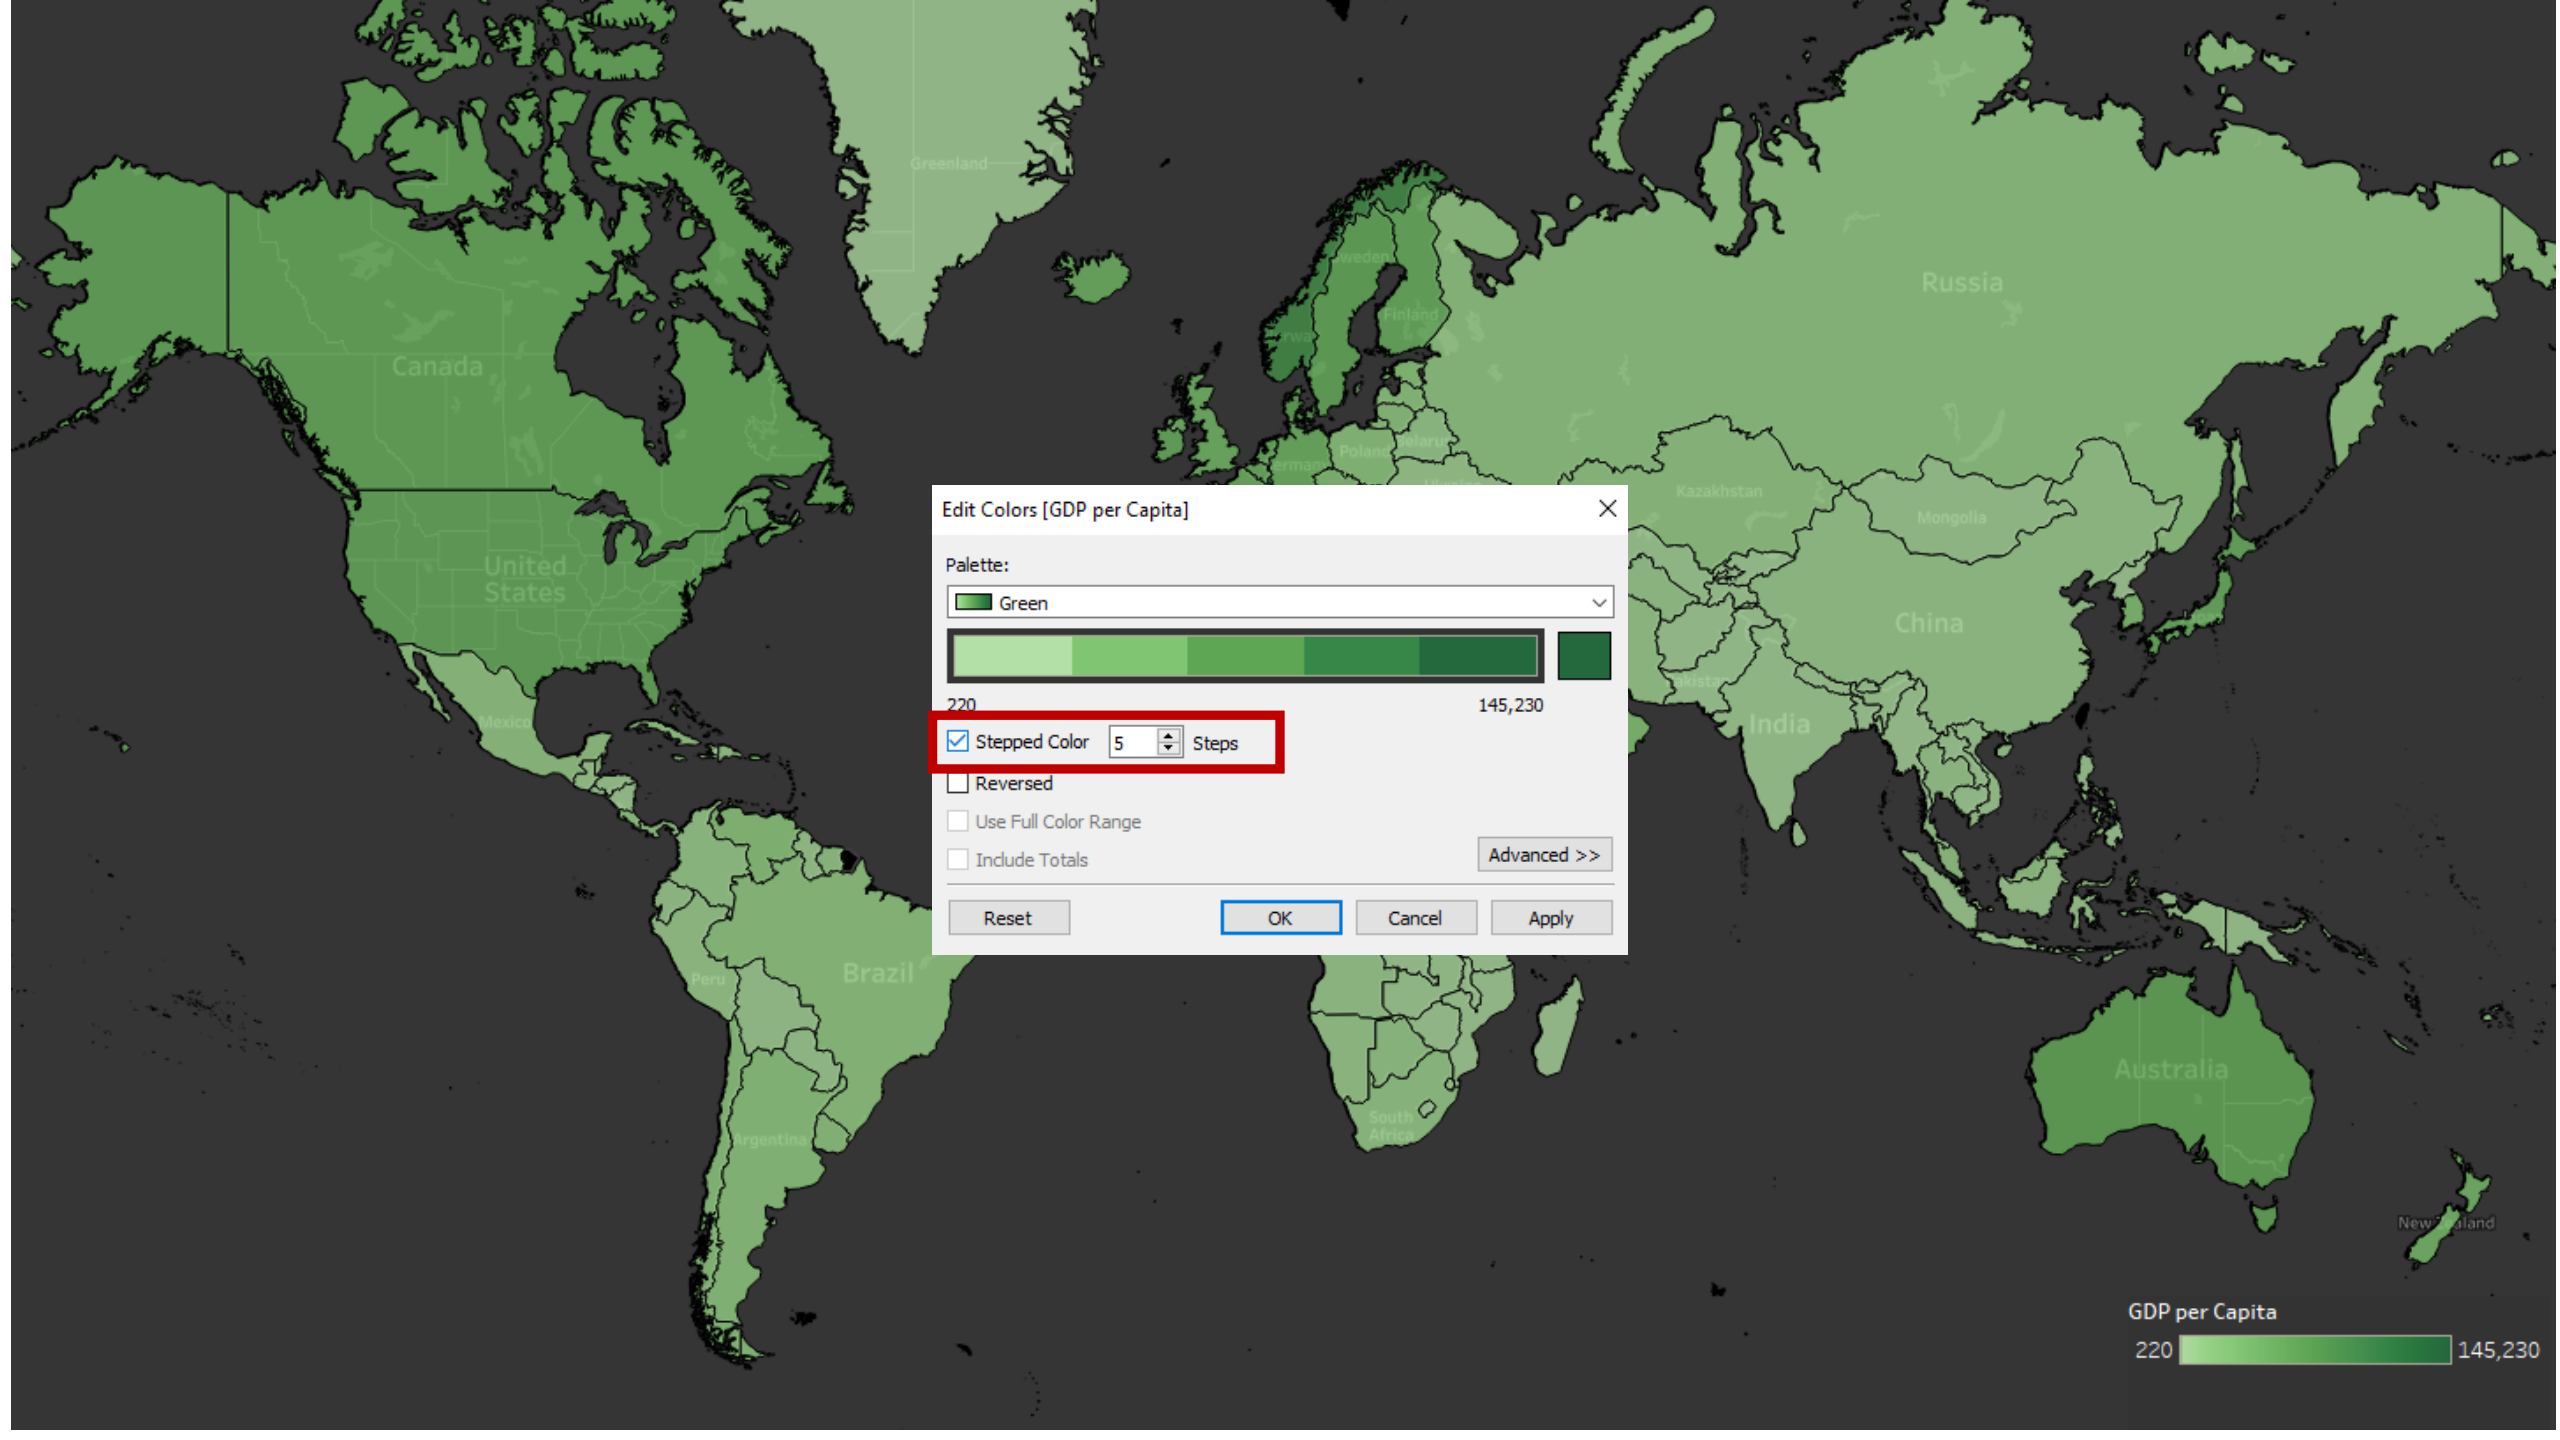 Greenland
Sweden
Russia
Finland
Canada
Poland
Belarus
Kazakhstan
Mongolia
United
States
China
Mexico
India
Edit Colors [GDP per Capita]
Palette:
Green
220
145,230
Stepped Color 5 Steps
Reversed
Use Full Color Range
Include Totals
Advanced >>
Reset
OK
Cancel
Apply
Peru
Brazil
Argentina
South
Africa
Australia
GDP per Capita
220
145,230